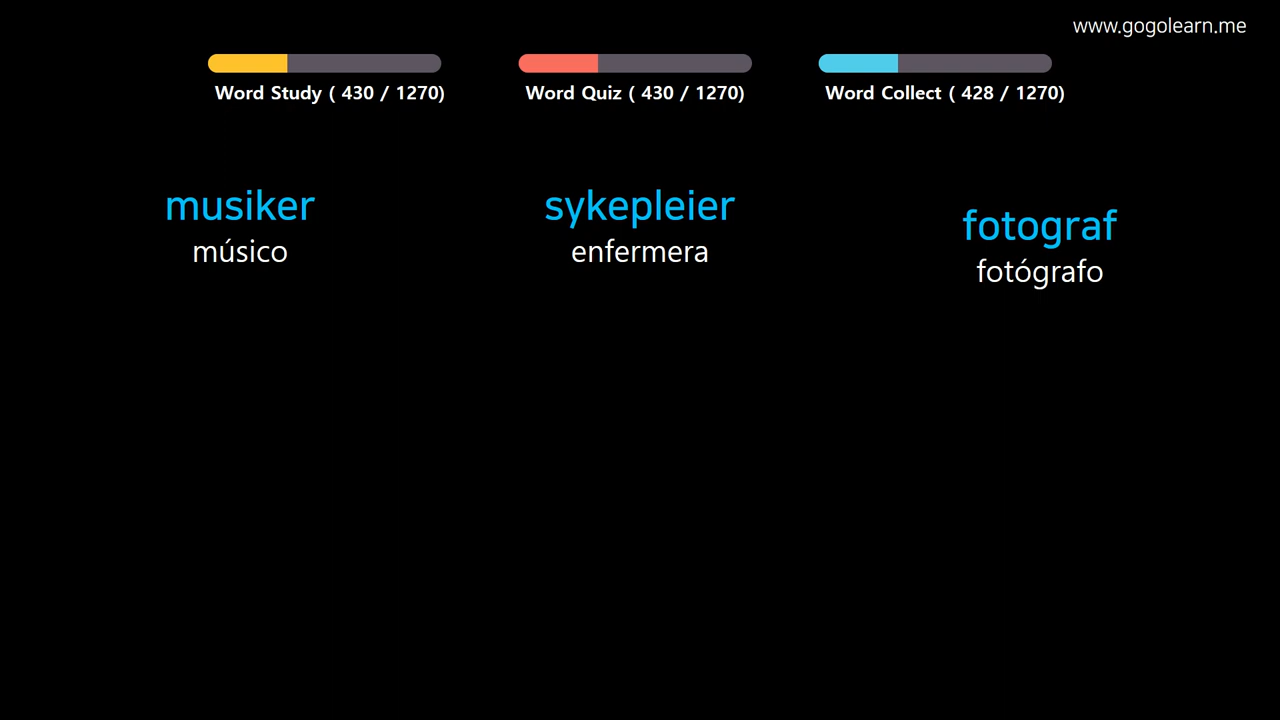 www.gogolearn.me
Word Study ( 430 / 1270)
Word Quiz ( 430 / 1270)
Word Collect ( 428 / 1270)
musiker
músico
sykepleier
enfermera
fotograf
fotógrafo